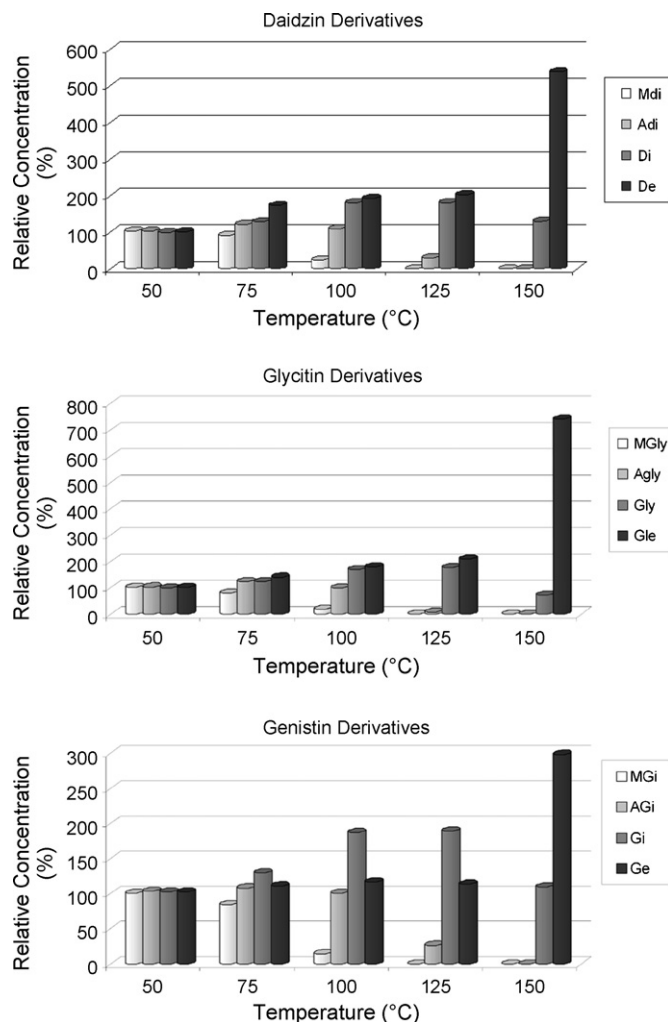 Daidzin Derivatives
Relative Concentration
(%)
600
500
400
300
200
100
0
50 75 100 125 150
Temperature (°C)
Mdi
Adi
Di
De
Glycitin Derivatives
Relative Concentration
(%)
800
700
600
500
400
300
200
100
0
50 75 100 125 150
Temperature (°C)
MGly
Agly
Gly
Gle
Genistin Derivatives
Relative Concentration
(%)
300
250
200
150
100
50
0
50 75 100 125 150
Temperature (°C)
MGi
AGi
Gi
Ge